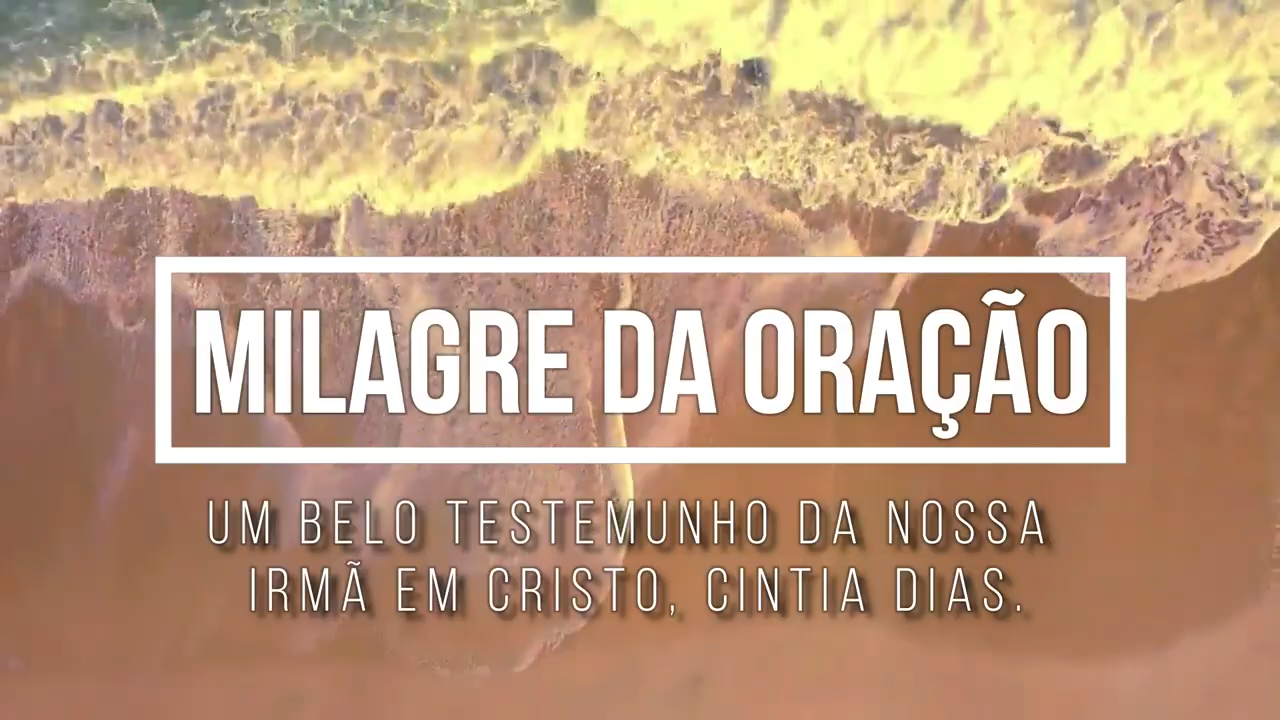 MILAGRE DA ORAÇÃO
UM BELO TESTEMUNHO DA NOSSA
IRMÃ EM CRISTO, CINTIA DIAS.